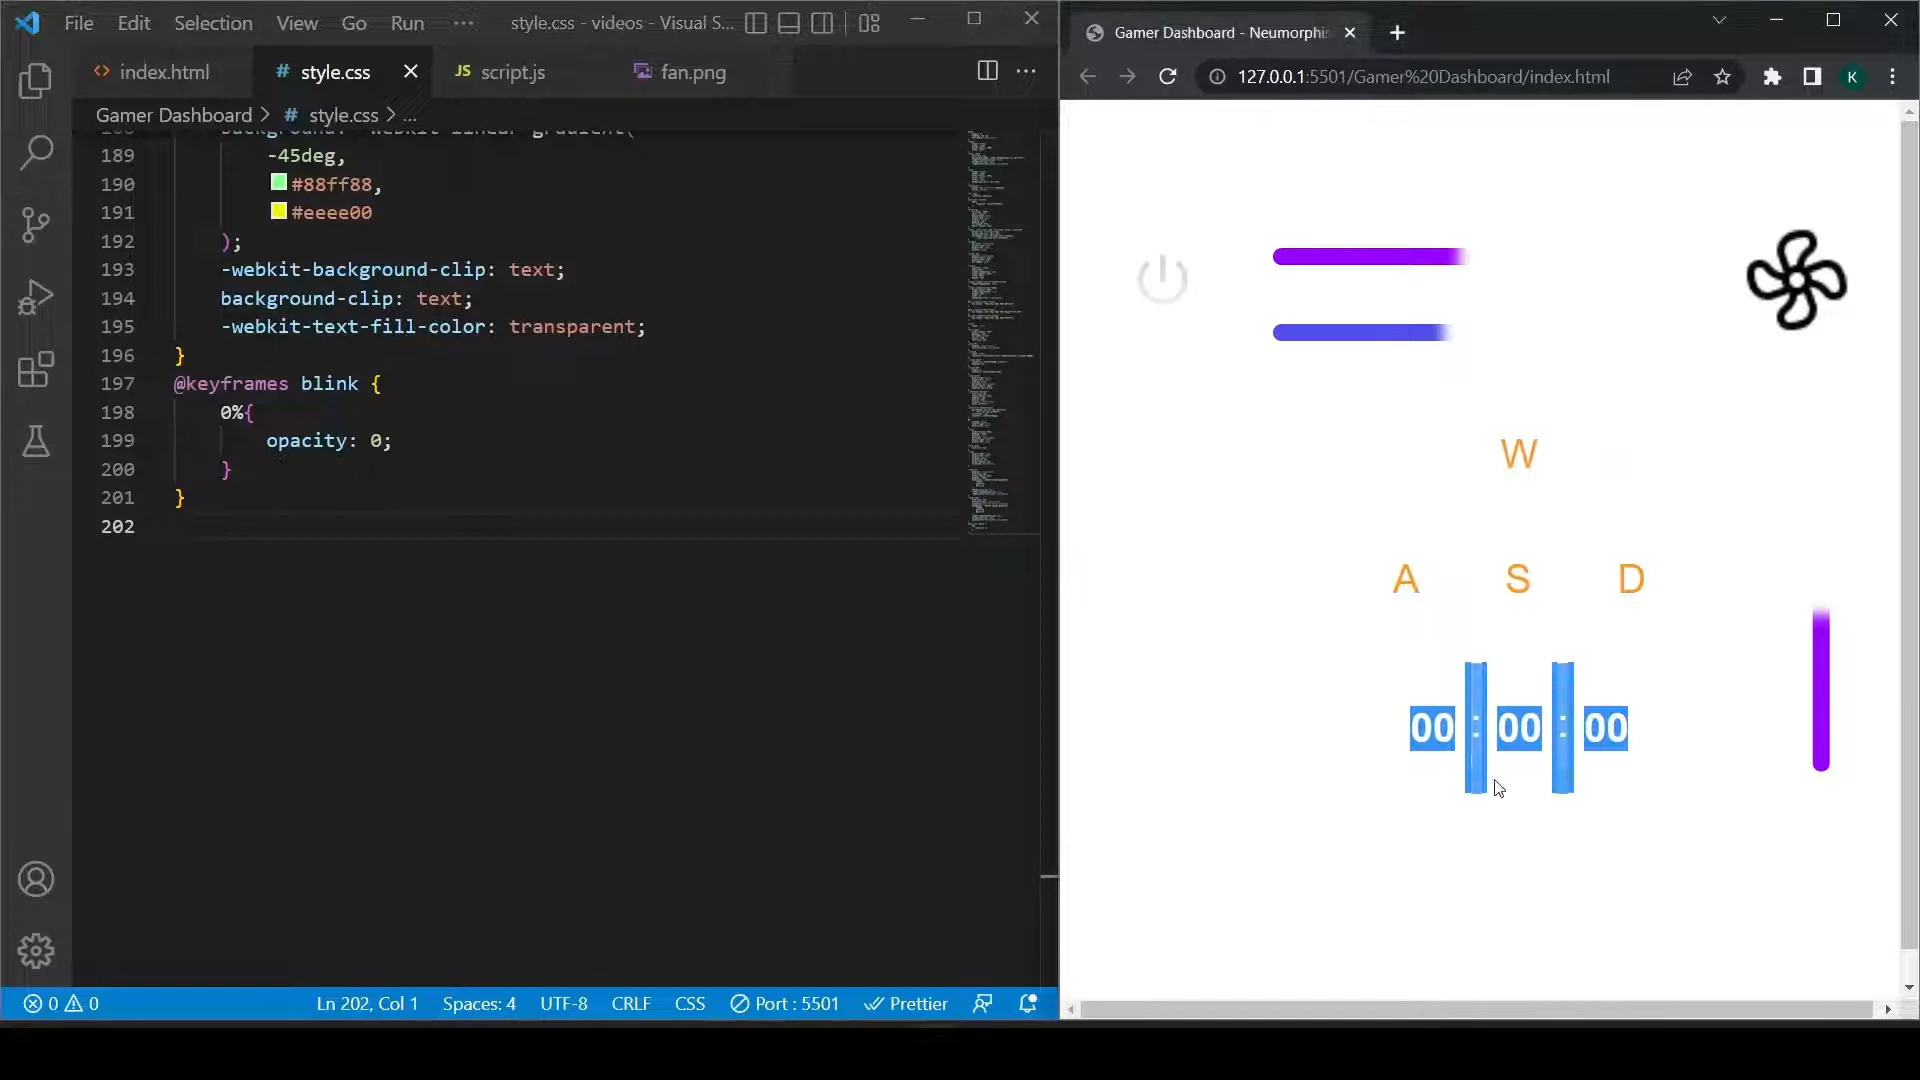 File Edit Selection View Go Run ··· style.css - videos - Visual S...
index.html # style.css JS script.js fan.png
Gamer Dashboard > # style.css > ...
189 -45deg,
190 #88ff88,
191 #eeee00
192 );
193 -webkit-background-clip: text;
194 background-clip: text;
195 -webkit-text-fill-color: transparent;
196 }
197 @keyframes blink {
198 0%{
199 opacity: 0;
200 }
201 }
202
0 0 Ln 202, Col 1 Spaces: 4 UTF-8 CRLF CSS Port : 5501 Prettier
Gamer Dashboard - Neumorphis
127.0.0.1:5501/Gamer%20Dashboard/index.html K
W
A S D
00 : 00 : 00